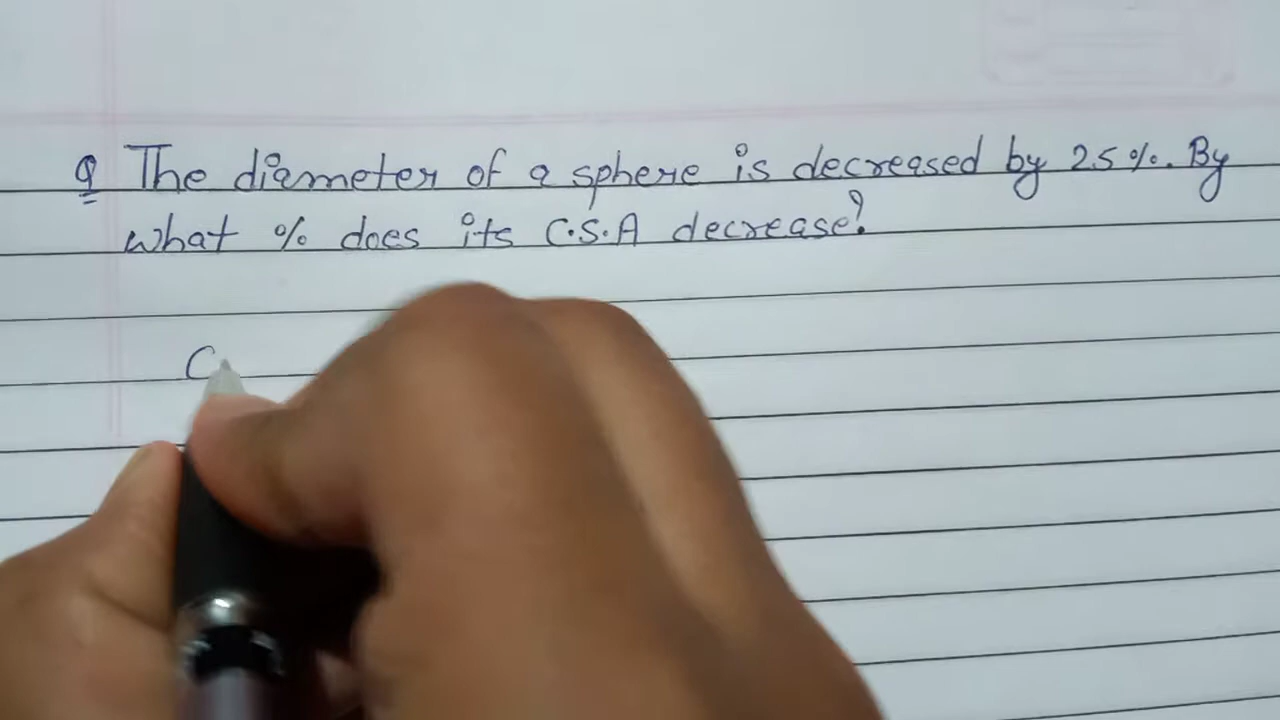 Q The diameter of a sphere is decreased by 25%. By
what % does its C.S.A decrease?
C